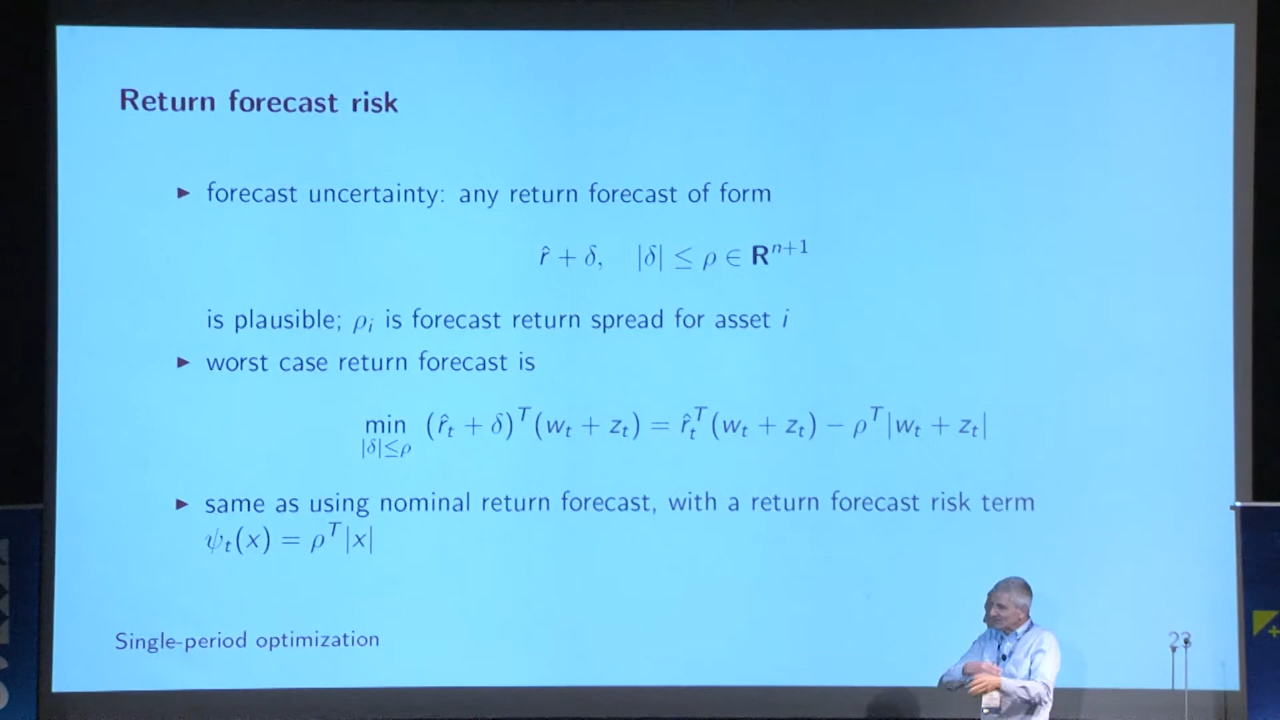 Return forecast risk
▶ forecast uncertainty: any return forecast of form
r̂ + δ, |δ| ≤ ρ ∈ R^{n+1}
is plausible; ρ_i is forecast return spread for asset i
▶ worst case return forecast is
min_{|δ|≤ρ} (r̂_t + δ)^T(w_t + z_t) = r̂_t^T(w_t + z_t) − ρ^T|w_t + z_t|
▶ same as using nominal return forecast, with a return forecast risk term
ψ_t(x) = ρ^T|x|
Single-period optimization
23